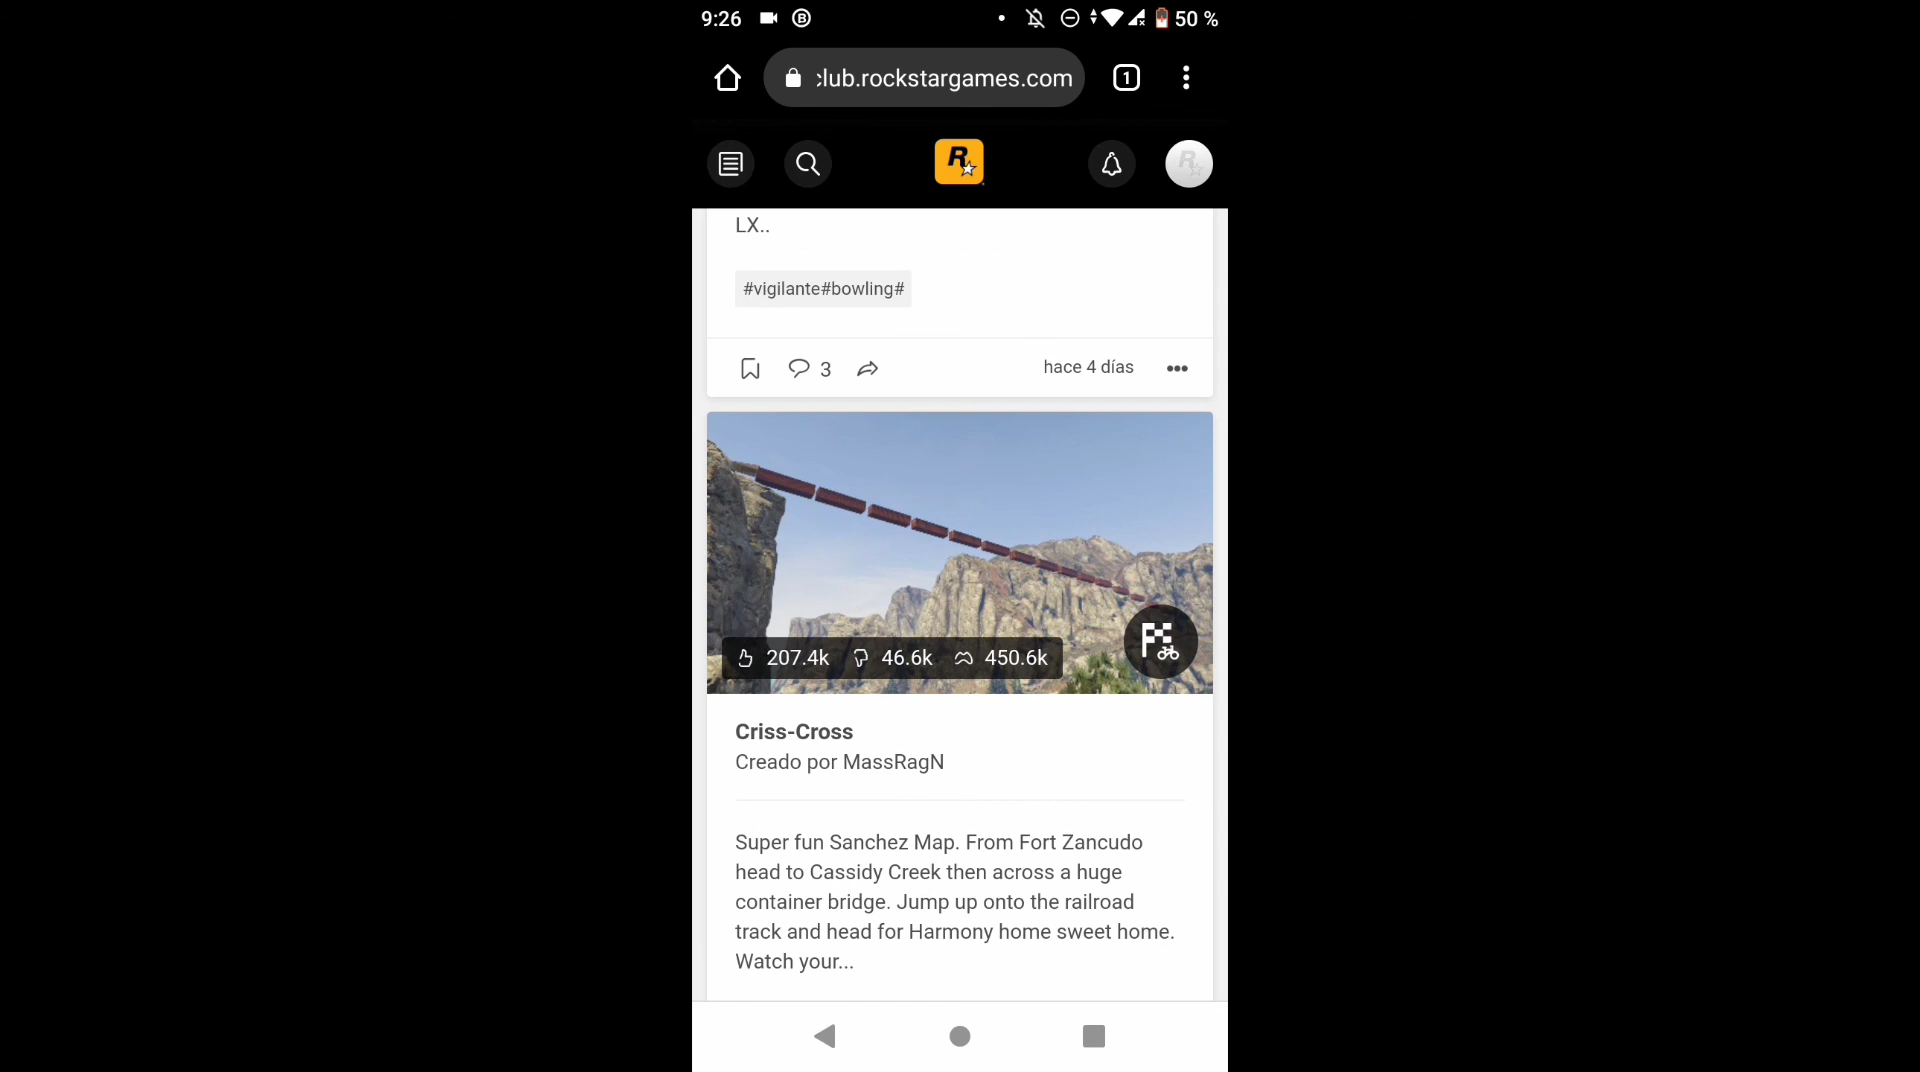 9:26
50 %
club.rockstargames.com
1
R
LX..
#vigilante#bowling#
3
hace 4 días
207.4k
46.6k
450.6k
Criss-Cross
Creado por MassRagN
Super fun Sanchez Map. From Fort Zancudo
head to Cassidy Creek then across a huge
container bridge. Jump up onto the railroad
track and head for Harmony home sweet home.
Watch your...